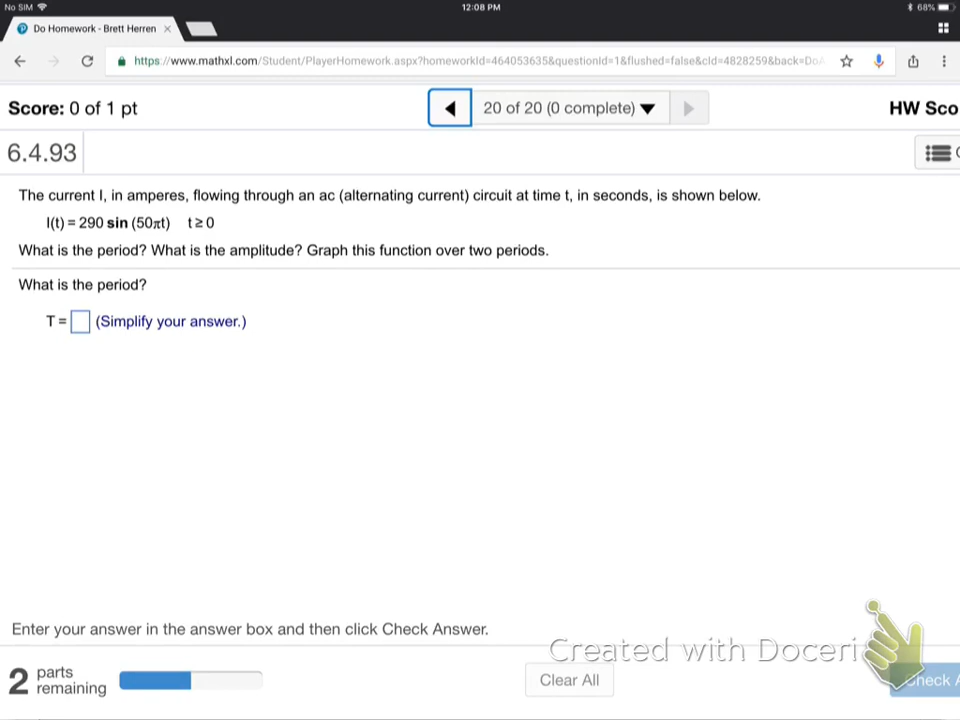 No SIM 12:08 PM 68%
Do Homework - Brett Herren
https://www.mathxl.com/Student/PlayerHomework.aspx?homeworkId=464053635&questionId=1&flushed=false&cId=4828259&back=Do
Score: 0 of 1 pt 20 of 20 (0 complete) HW Sco
6.4.93
The current I, in amperes, flowing through an ac (alternating current) circuit at time t, in seconds, is shown below.
I(t) = 290 sin (50πt) t ≥ 0
What is the period? What is the amplitude? Graph this function over two periods.
What is the period?
T = (Simplify your answer.)
Enter your answer in the answer box and then click Check Answer.
Created with Doceri
2 parts remaining
Clear All